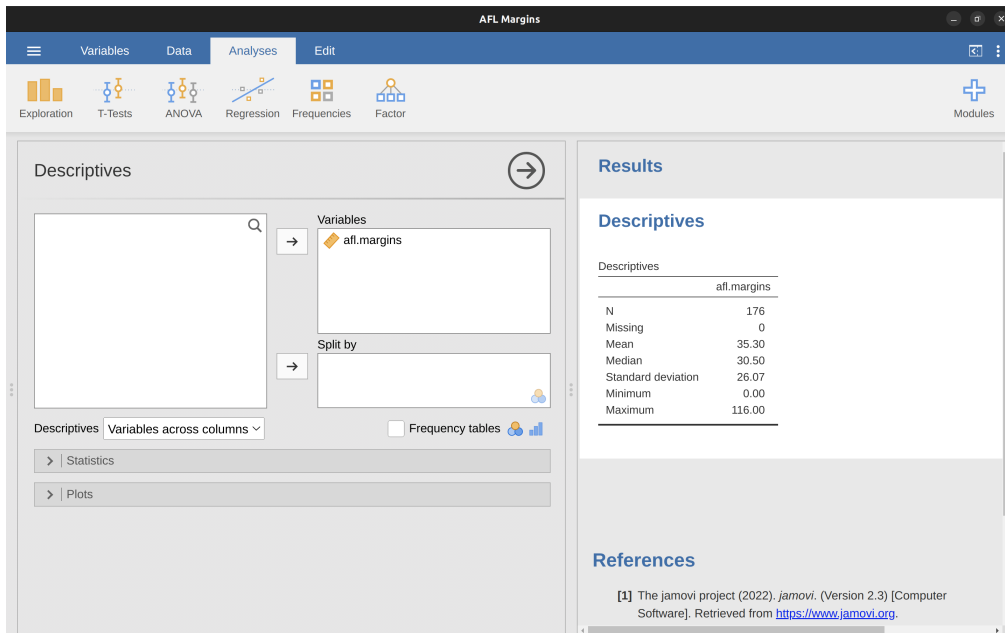 AFL Margins
Variables Data Analyses Edit
Exploration T-Tests ANOVA Regression Frequencies Factor Modules
Descriptives
Variables
afl.margins
Split by
Descriptives Variables across columns Frequency tables
Statistics
Plots
Results
Descriptives
Descriptives
afl.margins
N 176
Missing 0
Mean 35.30
Median 30.50
Standard deviation 26.07
Minimum 0.00
Maximum 116.00
References
[1] The jamovi project (2022). jamovi. (Version 2.3) [Computer
Software]. Retrieved from https://www.jamovi.org.